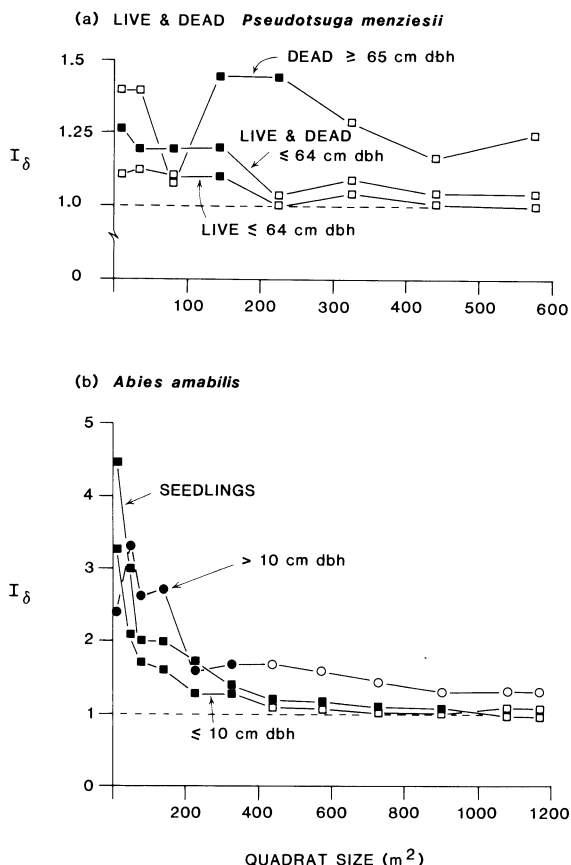 (a) LIVE & DEAD Pseudotsuga menziesii
1.5
1.25
1.0
0
I δ
DEAD ≥ 65 cm dbh
LIVE & DEAD
≤ 64 cm dbh
LIVE ≤ 64 cm dbh
100 200 300 400 500 600
(b) Abies amabilis
5
4
3
2
1
0
I δ
SEEDLINGS
> 10 cm dbh
≤ 10 cm dbh
0 200 400 600 800 1000 1200
QUADRAT SIZE (m²)